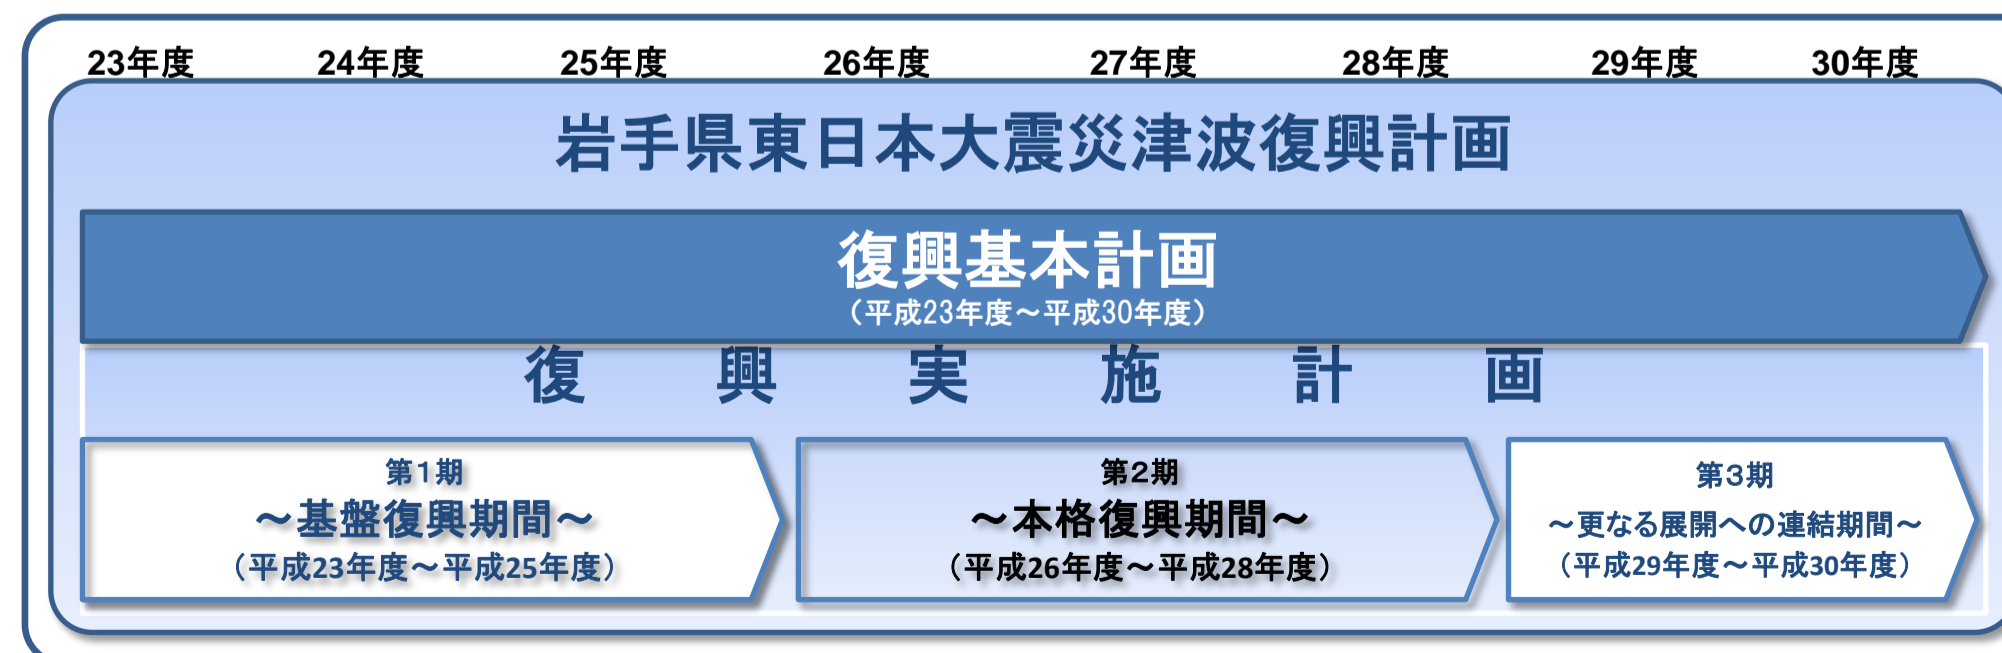 23年度 24年度 25年度 26年度 27年度 28年度 29年度 30年度
岩手県東日本大震災津波復興計画
復興基本計画
（平成23年度～平成30年度）
復興実施計画
第１期
～基盤復興期間～
（平成23年度～平成25年度）
第２期
～本格復興期間～
（平成26年度～平成28年度）
第３期
～更なる展開への連結期間～
（平成29年度～平成30年度）